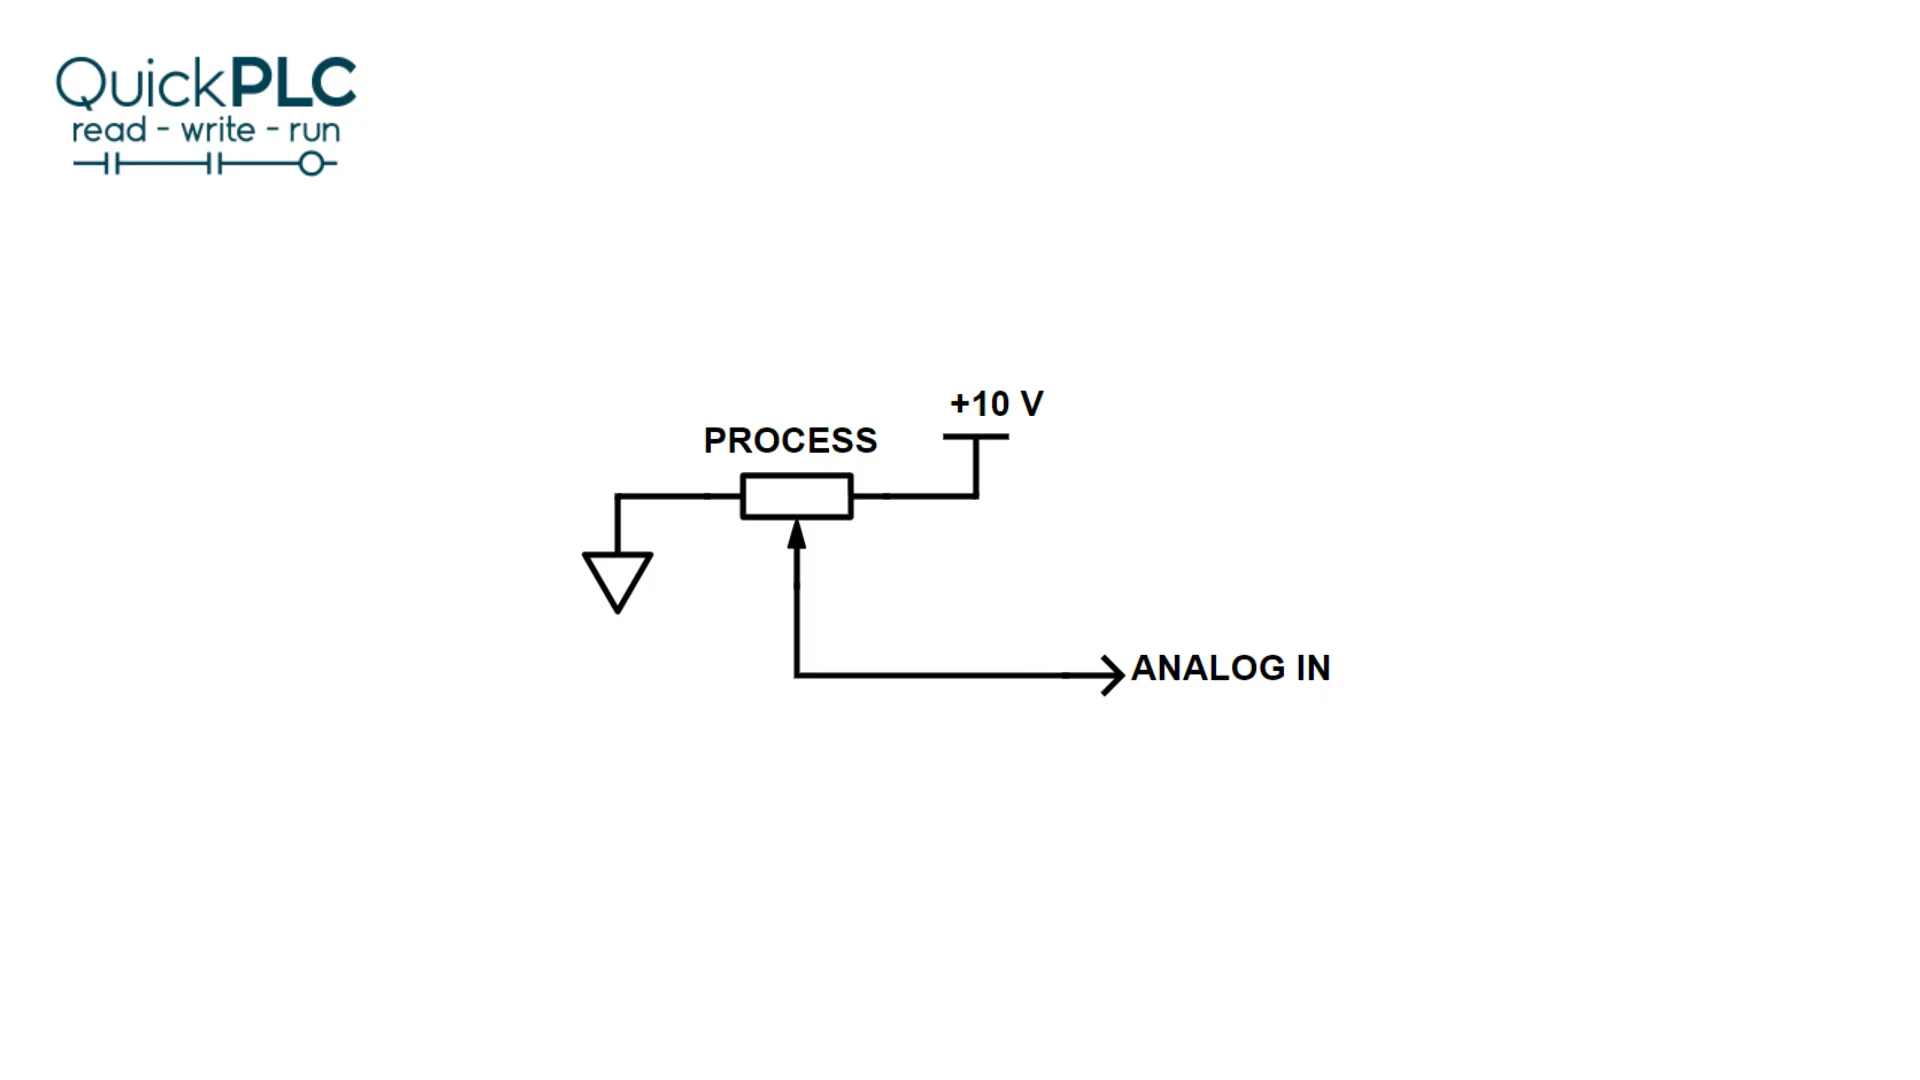 QuickPLC
read - write - run
+10 V
PROCESS
ANALOG IN